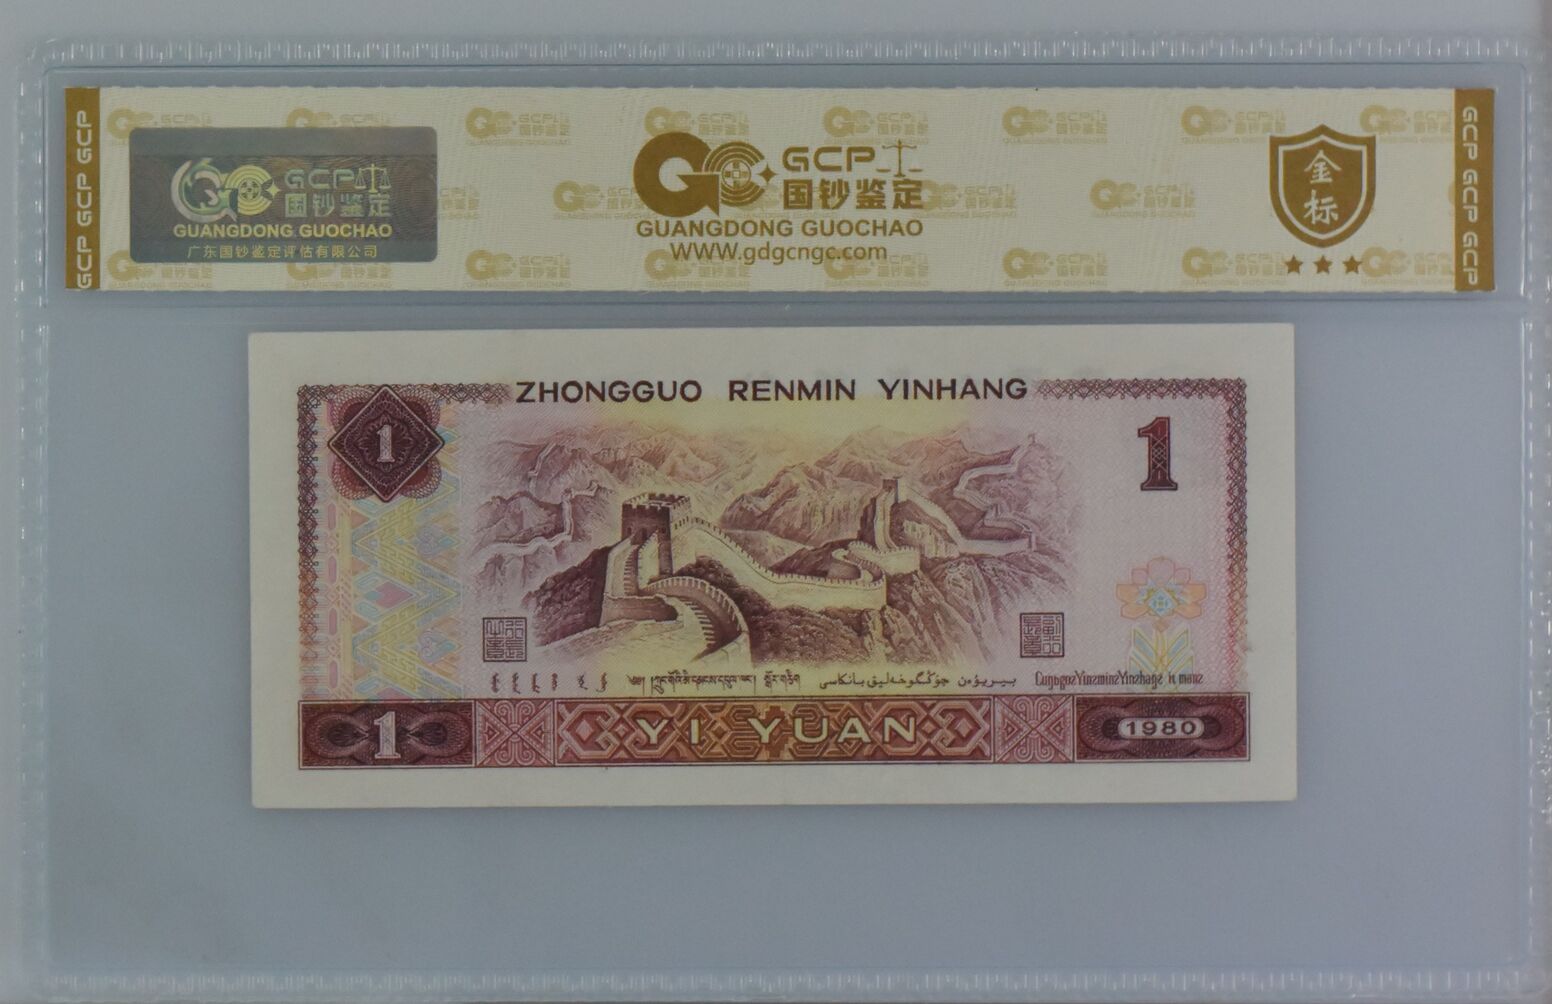 GCP GCP GCP
GCP 国钞鉴定
GUANGDONG GUOCHAO
广东国钞鉴定评估有限公司
GCP
国钞鉴定
GUANGDONG GUOCHAO
WWW.gdgcngc.com
金标
GCP GCP GCP
ZHONGGUO RENMIN YINHANG
1
1
1
YI YUAN
1980